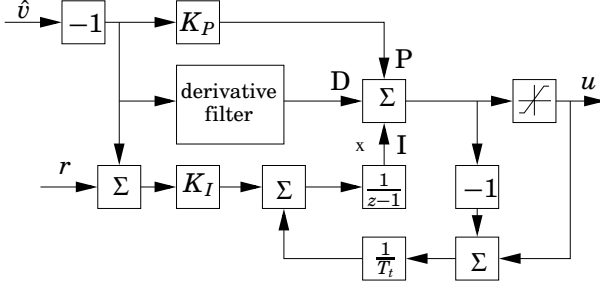 v̂
−1
K_P
P
derivative
filter
D
Σ
u
x
I
r
Σ
K_I
Σ
1/(z−1)
−1
1/T_t
Σ